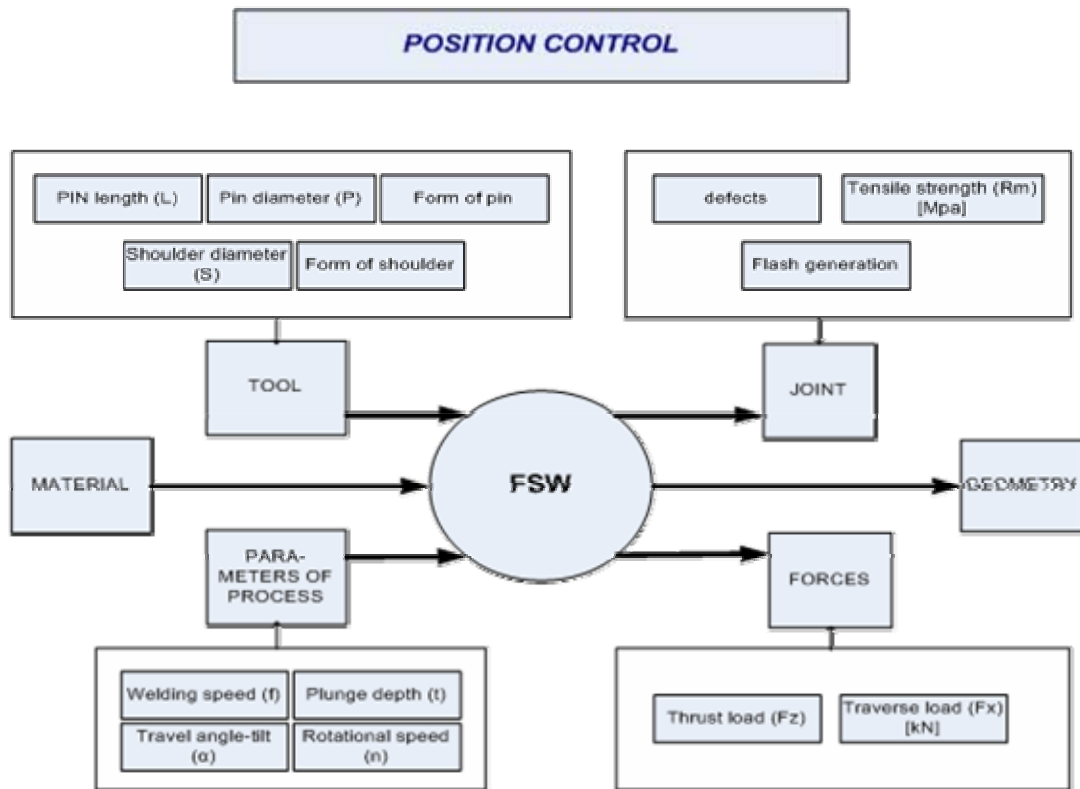 POSITION CONTROL
PIN length (L)
Pin diameter (P)
Form of pin
Shoulder diameter
(S)
Form of shoulder
defects
Tensile strength (Rm)
[Mpa]
Flash generation
TOOL
JOINT
MATERIAL
FSW
GEOMETRY
PARA-
METERS OF
PROCESS
FORCES
Welding speed (f)
Plunge depth (t)
Travel angle-tilt
(α)
Rotational speed
(n)
Thrust load (Fz)
Traverse load (Fx)
[kN]